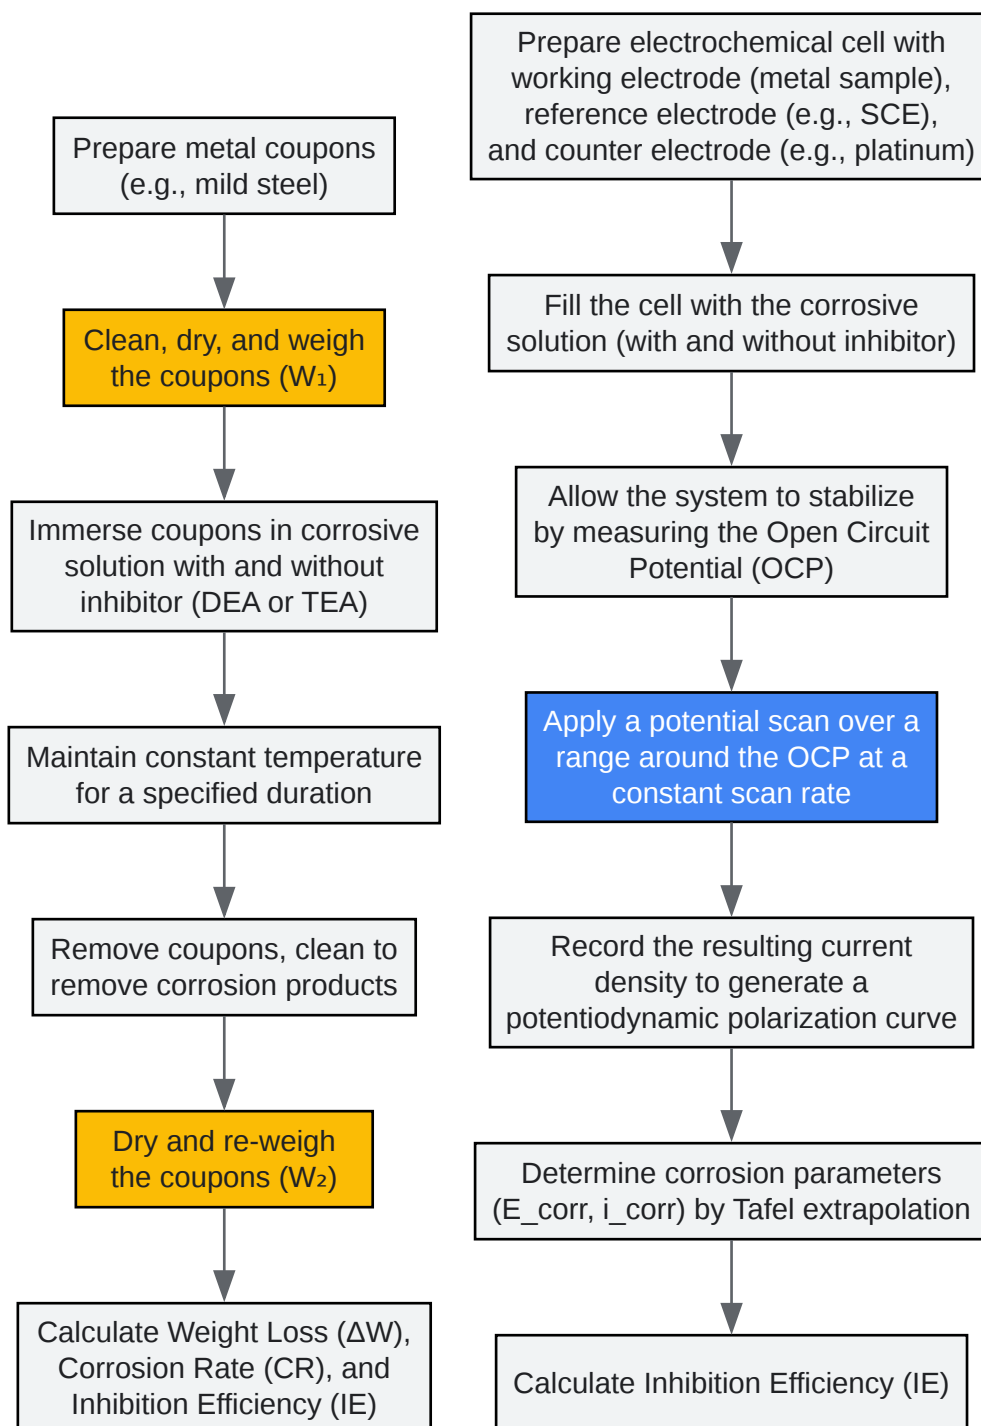 Prepare metal coupons
(e.g., mild steel)
Clean, dry, and weigh
the coupons (W₁)
Immerse coupons in corrosive
solution with and without
inhibitor (DEA or TEA)
Maintain constant temperature
for a specified duration
Remove coupons, clean to
remove corrosion products
Dry and re-weigh
the coupons (W₂)
Calculate Weight Loss (ΔW),
Corrosion Rate (CR), and
Inhibition Efficiency (IE)
Prepare electrochemical cell with
working electrode (metal sample),
reference electrode (e.g., SCE),
and counter electrode (e.g., platinum)
Fill the cell with the corrosive
solution (with and without inhibitor)
Allow the system to stabilize
by measuring the Open Circuit
Potential (OCP)
Apply a potential scan over a
range around the OCP at a
constant scan rate
Record the resulting current
density to generate a
potentiodynamic polarization curve
Determine corrosion parameters
(E_corr, i_corr) by Tafel extrapolation
Calculate Inhibition Efficiency (IE)